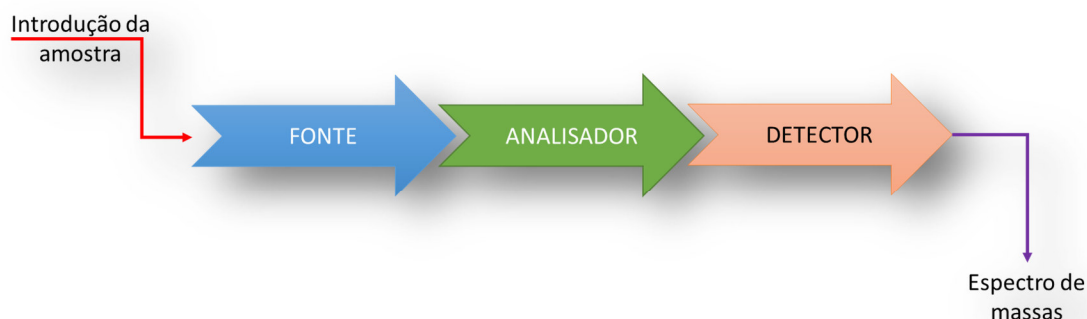 Introdução da
amostra
FONTE
ANALISADOR
DETECTOR
Espectro de
massas